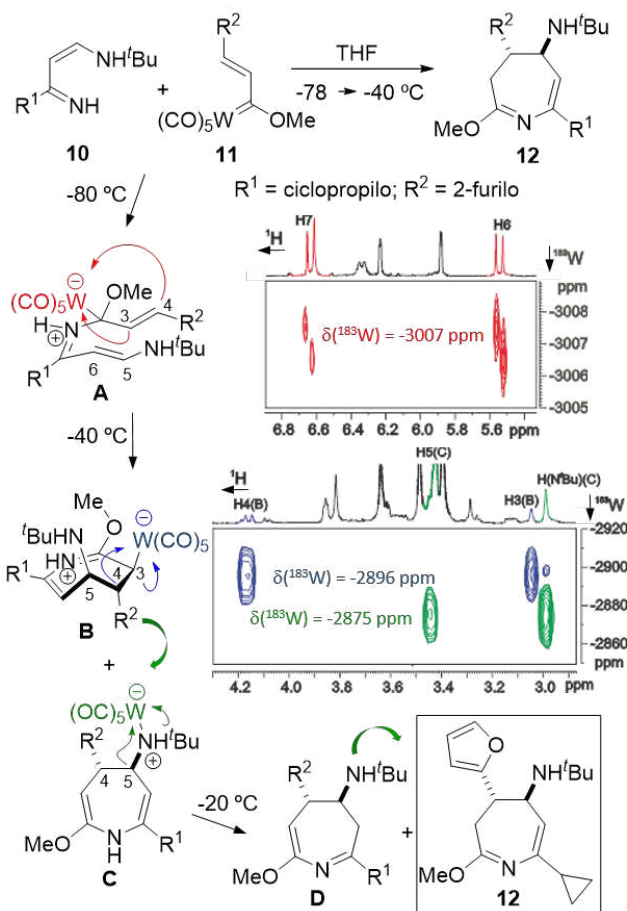 R²
NHᵗBu
R¹
NH
10
+
R²
(CO)₅W
OMe
11
THF
-78 → -40 ºC
R²
NHᵗBu
MeO
N
R¹
12
-80 ºC
R¹ = ciclopropilo; R² = 2-furilo
(CO)₅W
⊖
OMe
4
3
R²
HN
⊕
NHᵗBu
R¹
6
5
A
H7
H6
¹H
¹⁸³W
ppm
δ(¹⁸³W) = -3007 ppm
-3008
-3007
-3006
-3005
6.8 6.6 6.4 6.2 6.0 5.8 5.6 ppm
-40 ºC
Me
ᵗBuHN
O
⊖
W(CO)₅
HN
R¹
⊕
4
3
5
R²
B
+
¹H
H4(B)
H5(C)
H3(B)
H(NᵗBu)(C)
¹⁸³W
δ(¹⁸³W) = -2896 ppm
δ(¹⁸³W) = -2875 ppm
-2920
-2900
-2880
-2860
ppm
4.2 3.9 3.6 3.3 3.0 ppm
⊖
(OC)₅W
R²
NHᵗBu
⊕
4
5
MeO
N
H
R¹
C
-20 ºC
R²
NHᵗBu
MeO
N
R¹
D
+
O
NHᵗBu
MeO
N
12